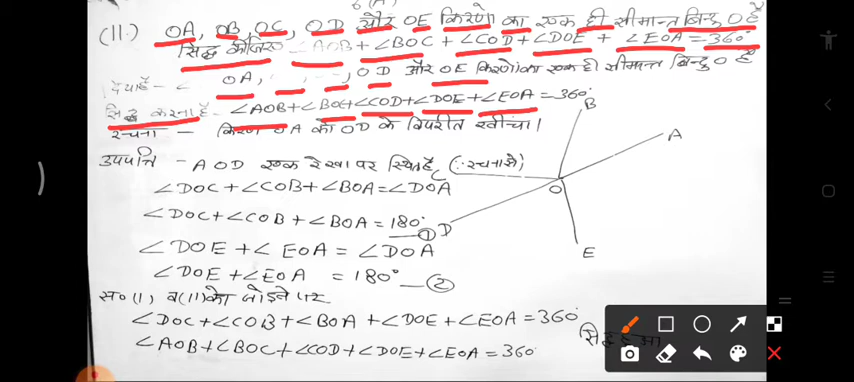 (11.) OA, OB, OC, OD और OE किरणो का एक ही सीमान्त बिन्दु O है
सिद्ध कीजिए ∠AOB + ∠BOC + ∠COD + ∠DOE + ∠EOA = 360°
दिया है - OA, , , OD और OE किरणो का एक ही सीमान्त बिन्दु O है
सिद्ध करना है - ∠AOB + ∠BOC + ∠COD + ∠DOE + ∠EOA = 360°
रचना - किरण OA को OD के विपरीत खींचा।
उपपत्ति - AOD एक रेखा पर स्थित है (∵ रचना से)
∠DOC + ∠COB + ∠BOA = ∠DOA
∠DOC + ∠COB + ∠BOA = 180° —①
∠DOE + ∠EOA = ∠DOA
∠DOE + ∠EOA = 180° —②
स० (1) व (11) को जोड़ने पर
∠DOC + ∠COB + ∠BOA + ∠DOE + ∠EOA = 360°
∠AOB + ∠BOC + ∠COD + ∠DOE + ∠EOA = 360
B
A
C
O
D
E